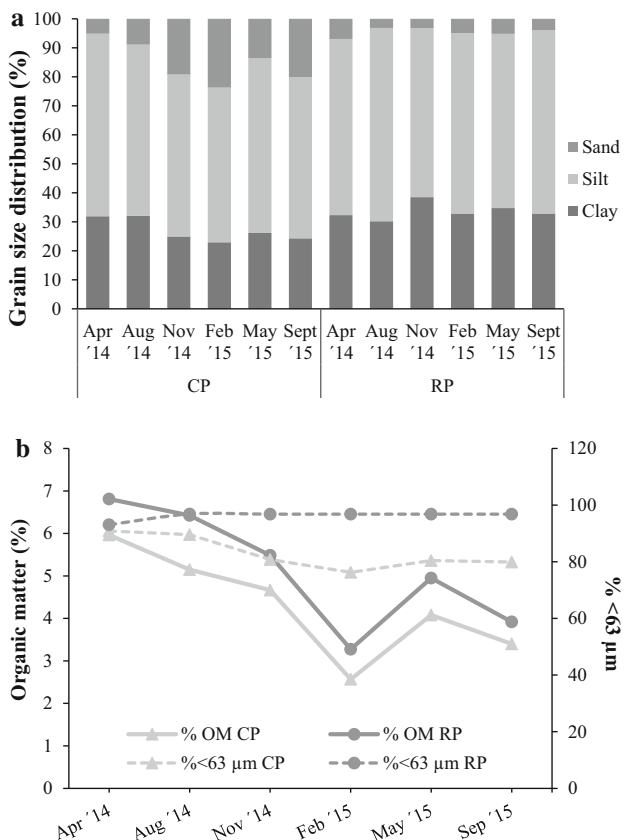 a
Grain size distribution (%)
100
90
80
70
60
50
40
30
20
10
0
Sand
Silt
Clay
Apr Aug Nov Feb May Sept Apr Aug Nov Feb May Sept
´14 ´14 ´14 ´15 ´15 ´15 ´14 ´14 ´14 ´15 ´15 ´15
CP RP
b
Organic matter (%)
8
7
6
5
4
3
2
1
0
120
100
80
60
40
20
0
% <63 µm
% OM CP % OM RP
%<63 µm CP %<63 µm RP
Apr ´14 Aug ´14 Nov ´14 Feb ´15 May ´15 Sep ´15